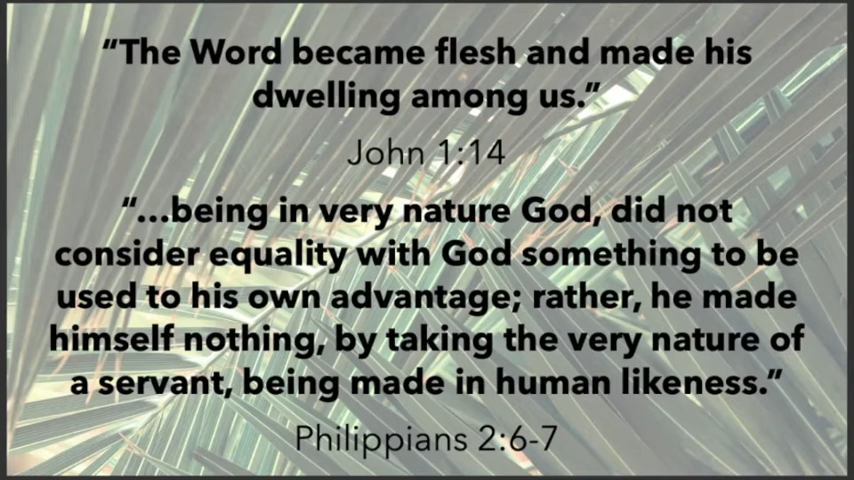 “The Word became flesh and made his
dwelling among us.”
John 1:14
“...being in very nature God, did not
consider equality with God something to be
used to his own advantage; rather, he made
himself nothing, by taking the very nature of
a servant, being made in human likeness.”
Philippians 2:6-7